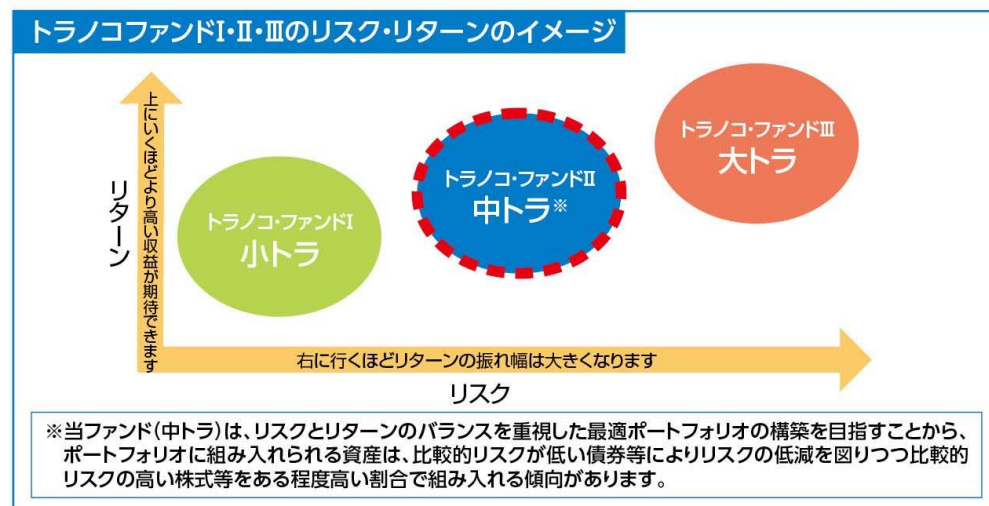 トラノコファンドⅠ・Ⅱ・Ⅲのリスク・リターンのイメージ
上にいくほどより高い収益が期待できます
リターン
トラノコ・ファンドⅠ
小トラ
トラノコ・ファンドⅡ
中トラ※
トラノコ・ファンドⅢ
大トラ
右に行くほどリターンの振れ幅は大きくなります
リスク
※当ファンド(中トラ)は、リスクとリターンのバランスを重視した最適ポートフォリオの構築を目指すことから、
ポートフォリオに組み入れられる資産は、比較的リスクが低い債券等によりリスクの低減を図りつつ比較的
リスクの高い株式等をある程度高い割合で組み入れる傾向があります。